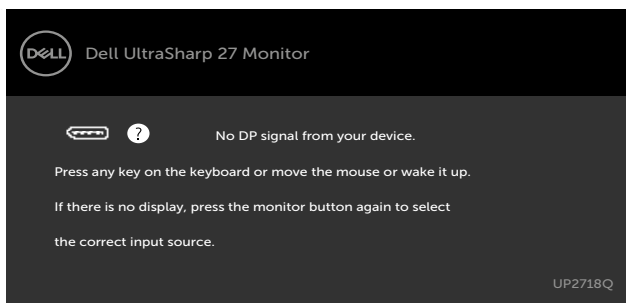 DELL Dell UltraSharp 27 Monitor
? No DP signal from your device.
Press any key on the keyboard or move the mouse or wake it up.
If there is no display, press the monitor button again to select
the correct input source.
UP2718Q